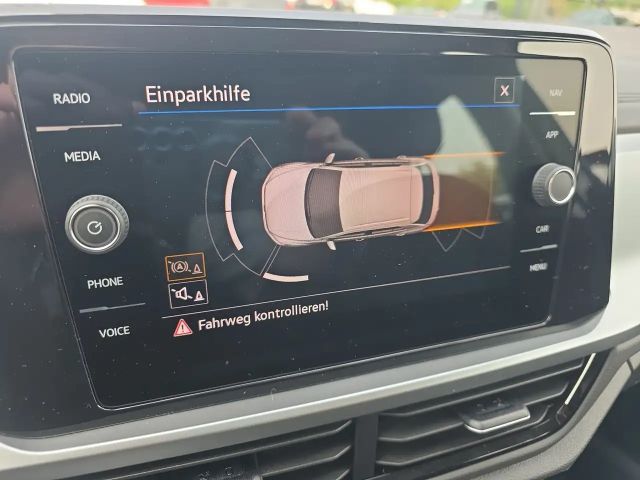 RADIO
MEDIA
PHONE
VOICE
Einparkhilfe
X
NAV
APP
CAR
MENU
(A)
Fahrweg kontrollieren!